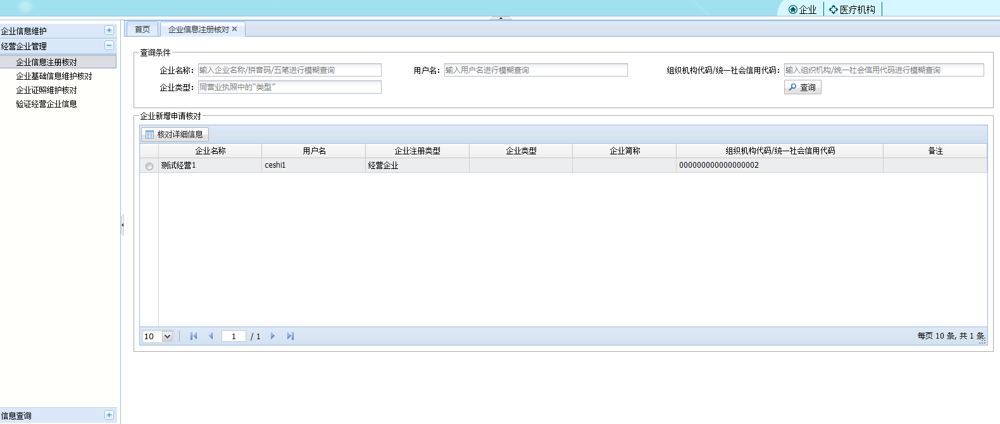 企业 医疗机构
企业信息维护
经营企业管理
企业信息注册核对
企业基础信息维护核对
企业证照维护核对
验证经营企业信息
信息查询
首页 企业信息注册核对
查询条件
企业名称： 输入企业名称/拼音码/五笔进行模糊查询 用户名： 输入用户名进行模糊查询 组织机构代码/统一社会信用代码： 输入组织机构/统一社会信用代码进行模糊查询
企业类型： 同营业执照中的“类型” 查询
企业新增申请核对
核对详细信息
企业名称 用户名 企业注册类型 企业类型 企业简称 组织机构代码/统一社会信用代码 备注
测试经营1 ceshi1 经营企业 000000000000000002
10 1 / 1 每页 10 条, 共 1 条